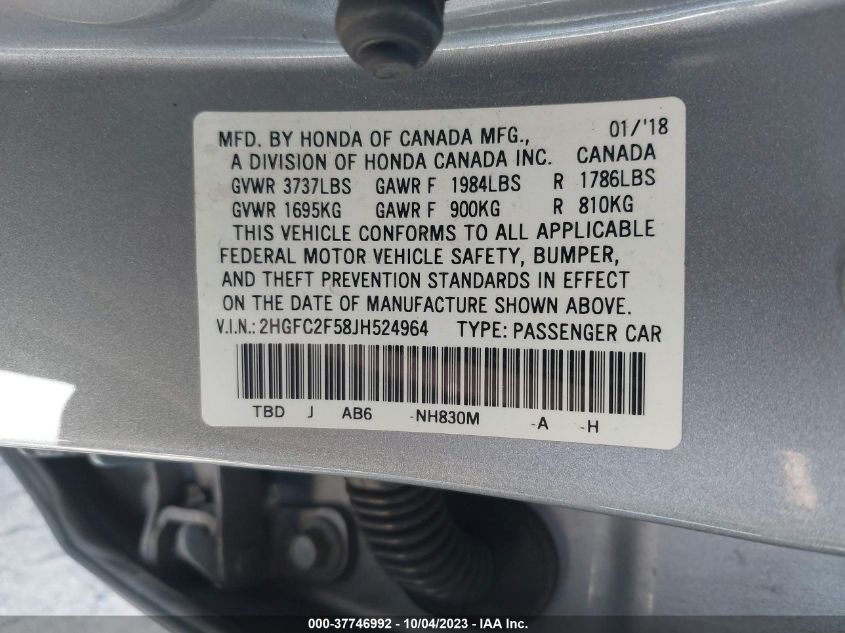 MFD. BY HONDA OF CANADA MFG., 01/'18
A DIVISION OF HONDA CANADA INC. CANADA
GVWR 3737LBS GAWR F 1984LBS R 1786LBS
GVWR 1695KG GAWR F 900KG R 810KG
THIS VEHICLE CONFORMS TO ALL APPLICABLE
FEDERAL MOTOR VEHICLE SAFETY, BUMPER,
AND THEFT PREVENTION STANDARDS IN EFFECT
ON THE DATE OF MANUFACTURE SHOWN ABOVE.
V.I.N.: 2HGFC2F58JH524964 TYPE: PASSENGER CAR
TBD J AB6 -NH830M -A -H
000-37746992 - 10/04/2023 - IAA Inc.